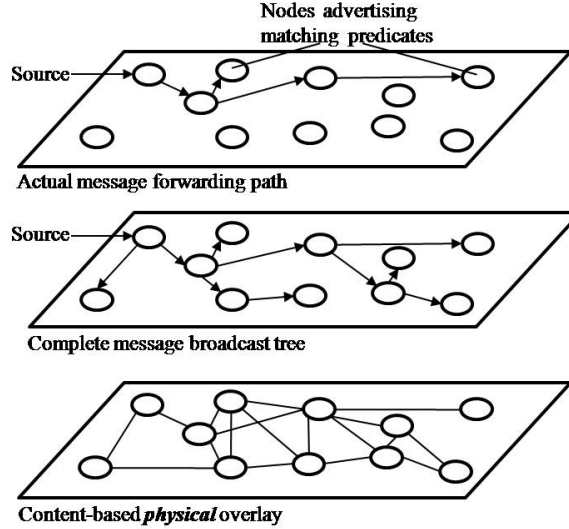 Nodes advertising
matching predicates
Source
Actual message forwarding path
Source
Complete message broadcast tree
Content-based physical overlay